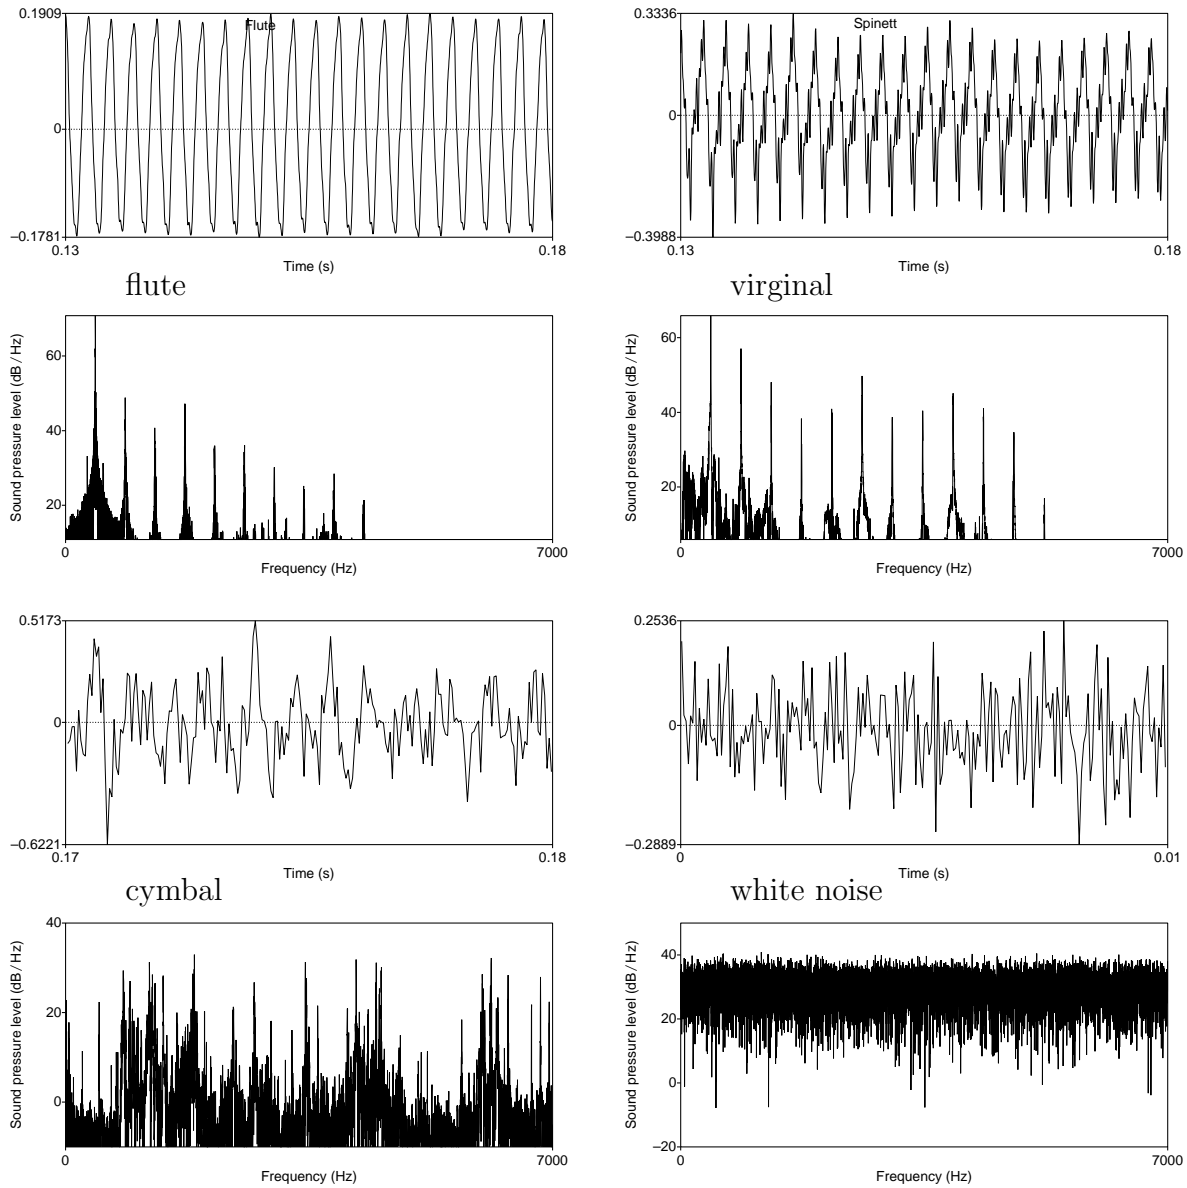 0.1909
Flute
0
–0.1781
0.13
0.18
Time (s)
flute
0.3336
Spinett
0
–0.3988
0.13
0.18
Time (s)
virginal
Sound pressure level (dB / Hz)
60
40
20
0
7000
Frequency (Hz)
Sound pressure level (dB / Hz)
60
40
20
0
7000
Frequency (Hz)
0.5173
0
–0.6221
0.17
0.18
Time (s)
cymbal
0.2536
0
–0.2889
0
0.01
Time (s)
white noise
Sound pressure level (dB / Hz)
40
20
0
0
7000
Frequency (Hz)
Sound pressure level (dB / Hz)
40
20
0
–20
0
7000
Frequency (Hz)